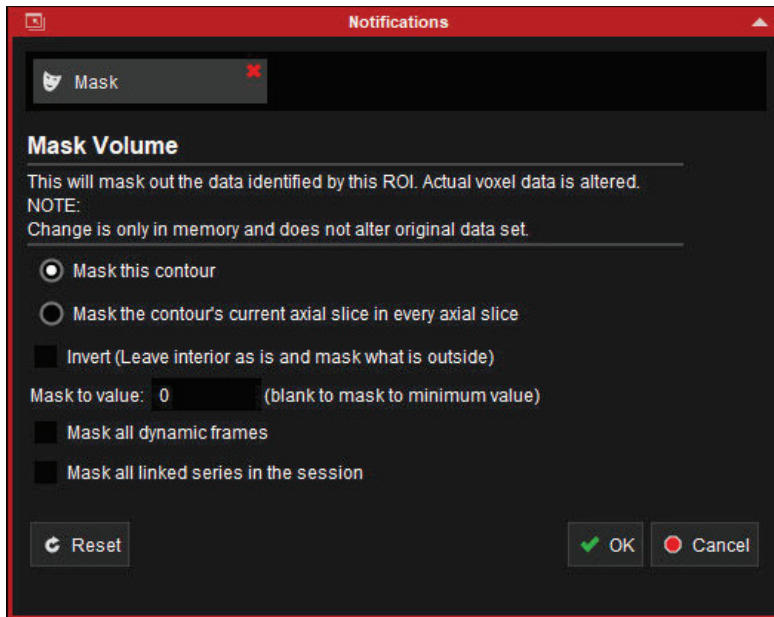 Notifications
Mask
Mask Volume
This will mask out the data identified by this ROI. Actual voxel data is altered.
NOTE:
Change is only in memory and does not alter original data set.
Mask this contour
Mask the contour's current axial slice in every axial slice
Invert (Leave interior as is and mask what is outside)
Mask to value: 0 (blank to mask to minimum value)
Mask all dynamic frames
Mask all linked series in the session
Reset OK Cancel